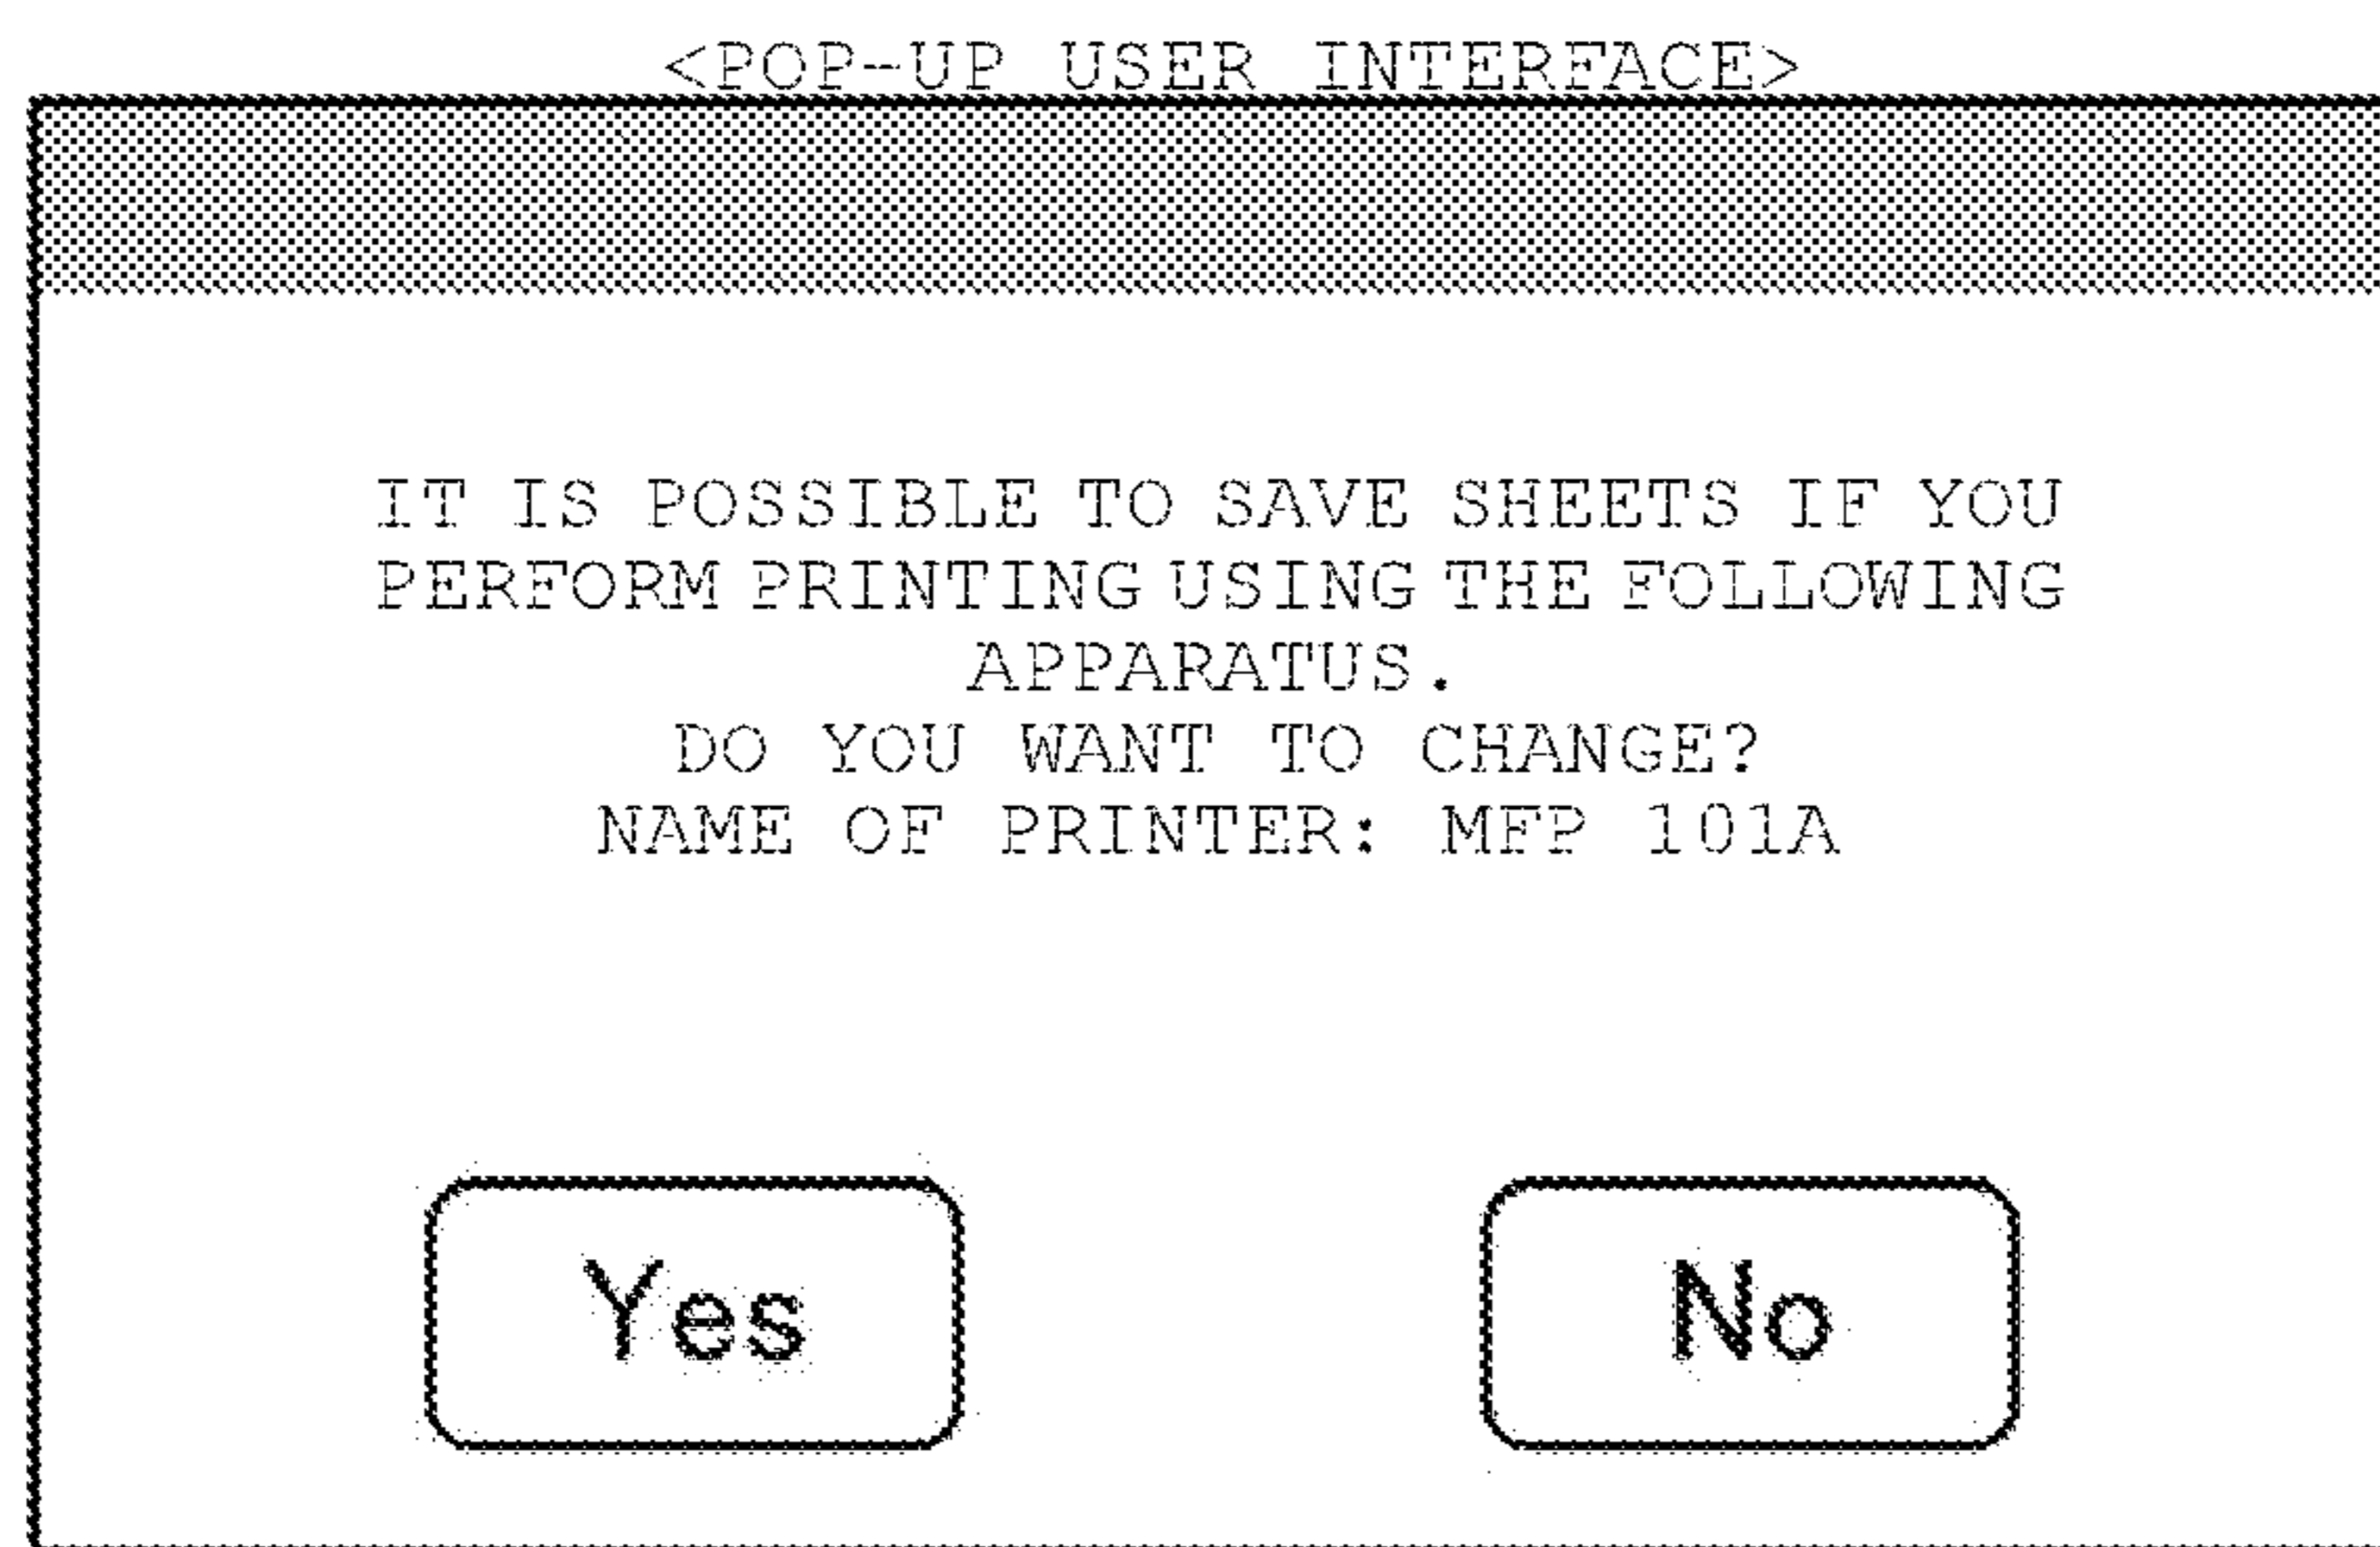 <POP-UP USER INTERFACE>
IT IS POSSIBLE TO SAVE SHEETS IF YOU
PERFORM PRINTING USING THE FOLLOWING
APPARATUS.
DO YOU WANT TO CHANGE?
NAME OF PRINTER: MFP 101A
Yes No